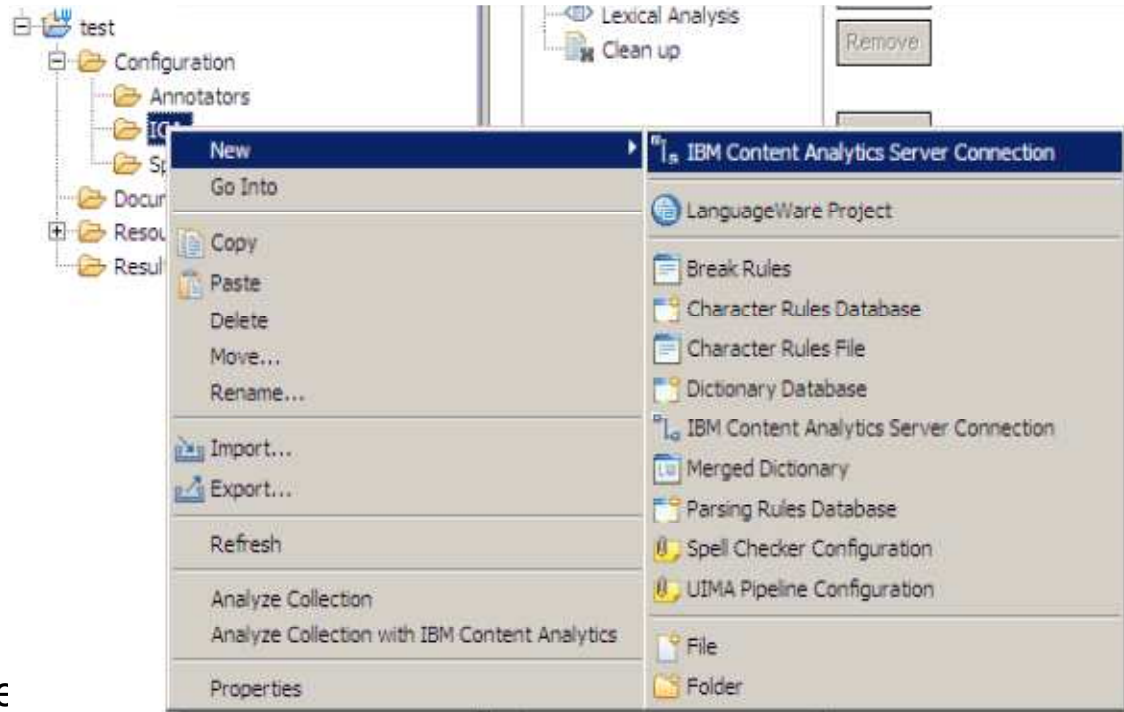 test
Configuration
Annotators
Lexical Analysis
Clean up
Remove
New
Go Into
Copy
Paste
Delete
Move...
Rename...
Import...
Export...
Refresh
Analyze Collection
Analyze Collection with IBM Content Analytics
Properties
IBM Content Analytics Server Connection
LanguageWare Project
Break Rules
Character Rules Database
Character Rules File
Dictionary Database
IBM Content Analytics Server Connection
Merged Dictionary
Parsing Rules Database
Spell Checker Configuration
UIMA Pipeline Configuration
File
Folder